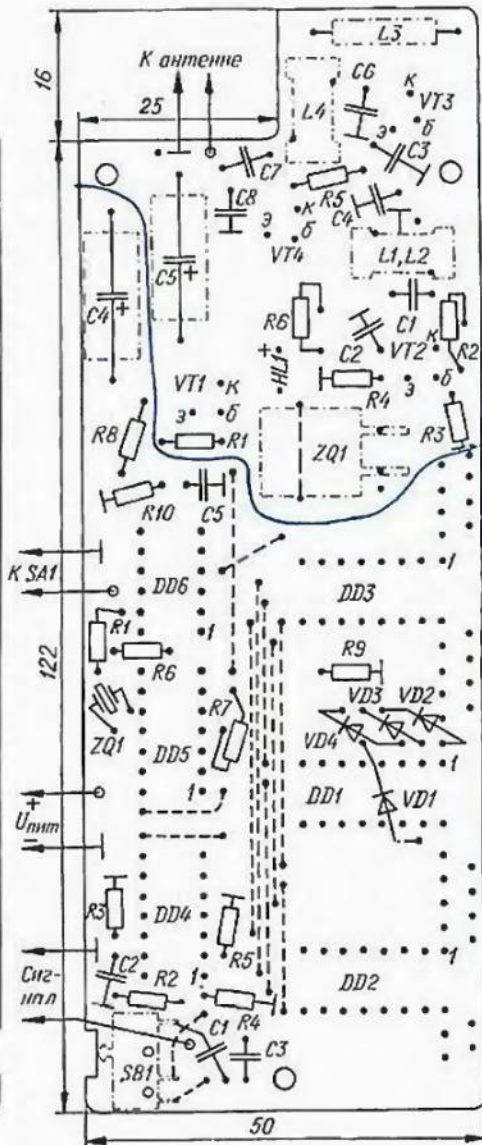 L3
К антенне
16
25
L4
C6
к
VT3
э
б
C3
C7
R5
C4
C8
э
к
б
VT4
L1, L2
C4
+
C5
+
R6
C2
C1
к
R2
VT2
+
HL1
R4
э
б
VT1
к
э
б
R8
R1
ZQ1
R3
R10
C5
К SA1
DD6
1
DD3
1
122
R1
R6
R9
ZQ1
R7
VD3
VD2
VD4
DD5
1
DD1
1
VD1
+
Uпит
−
R3
DD4
R5
1
DD2
C2
R2
1
R4
Сиг-
нал
C1
C3
SB1
50